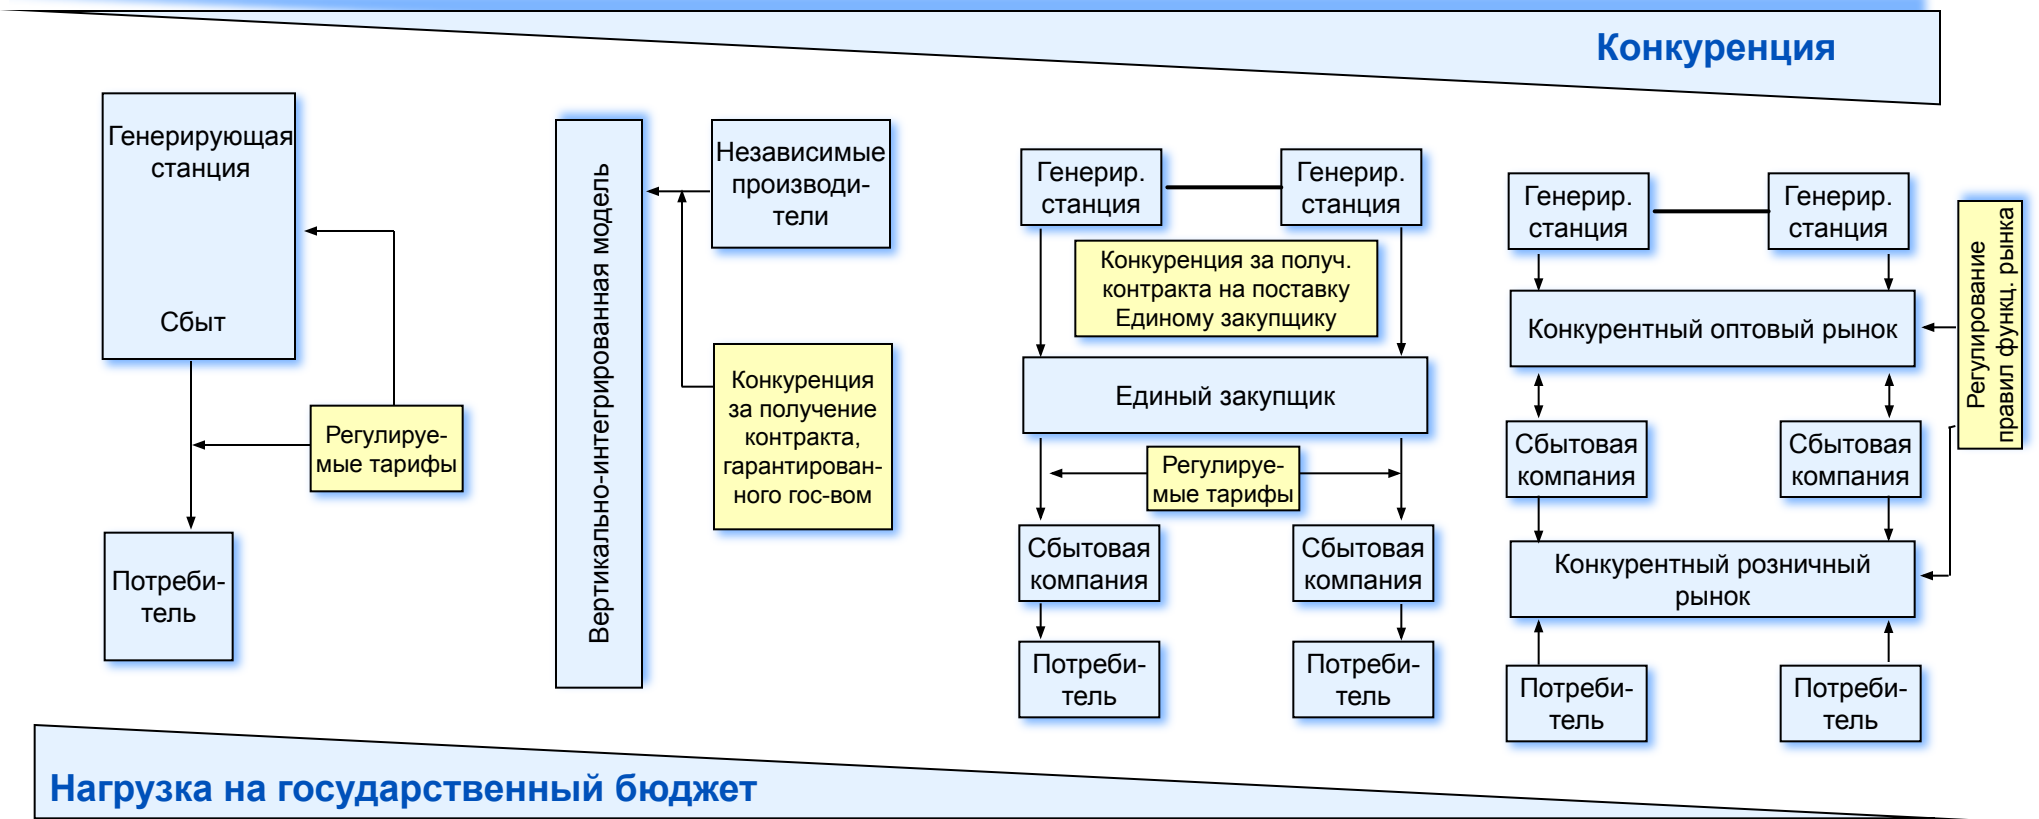 Конкуренция
Генерирующая
станция
Сбыт
Регулируе-
мые тарифы
Потреби-
тель
Вертикально-интегрированная модель
Независимые
производи-
тели
Конкуренция
за получение
контракта,
гарантирован-
ного гос-вом
Генерир.
станция
Генерир.
станция
Конкуренция за получ.
контракта на поставку
Единому закупщику
Единый закупщик
Регулируе-
мые тарифы
Сбытовая
компания
Сбытовая
компания
Потреби-
тель
Потреби-
тель
Генерир.
станция
Генерир.
станция
Конкурентный оптовый рынок
Регулирование
правил функц. рынка
Сбытовая
компания
Сбытовая
компания
Конкурентный розничный
рынок
Потреби-
тель
Потреби-
тель
Нагрузка на государственный бюджет